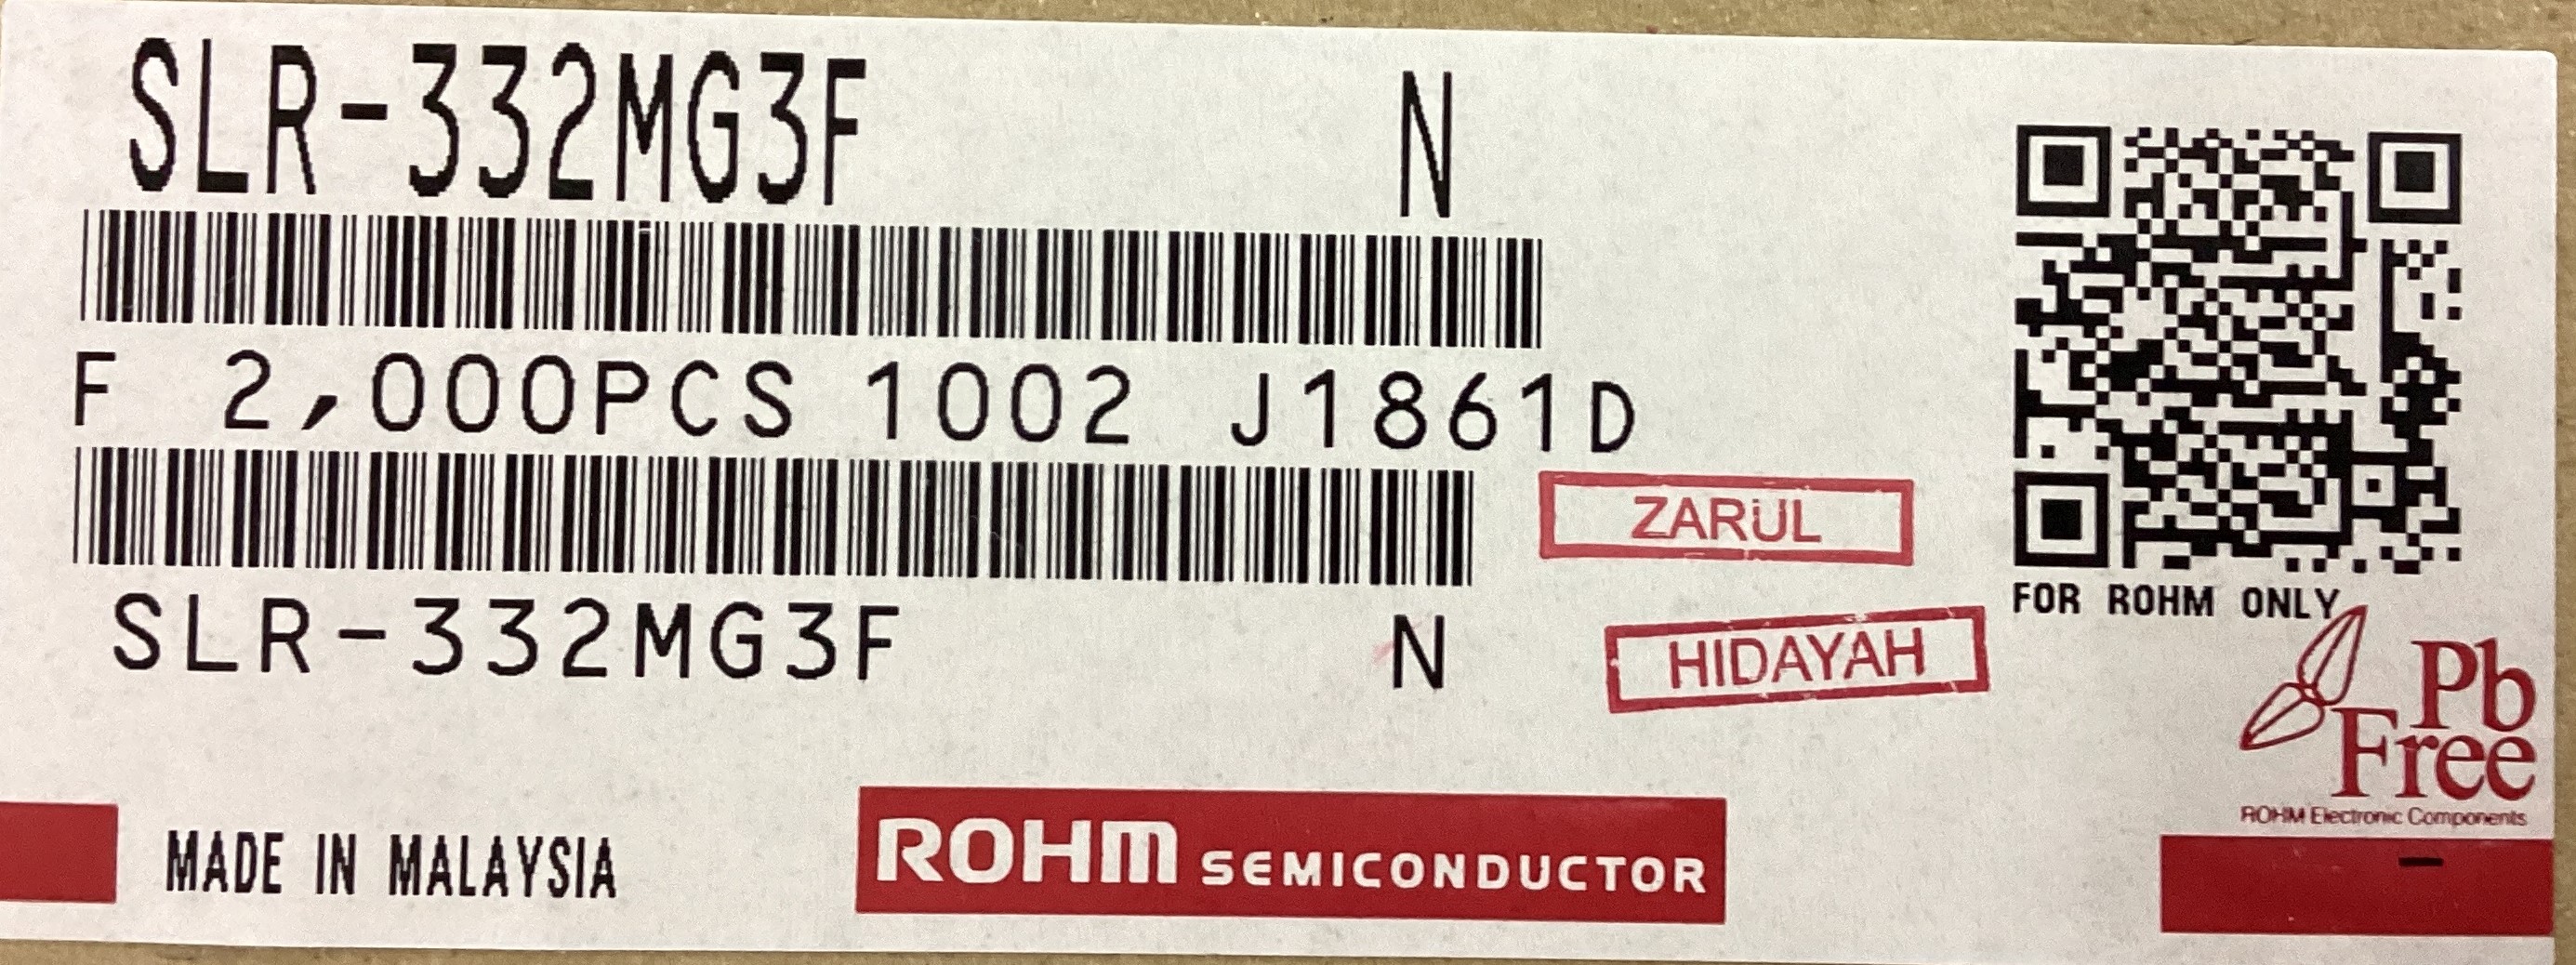 SLR-332MG3F N
F 2,000PCS 1002 J1861D
ZARUL
SLR-332MG3F N
HIDAYAH
FOR ROHM ONLY
Pb
Free
ROHM Electronic Components
MADE IN MALAYSIA
ROHM SEMICONDUCTOR